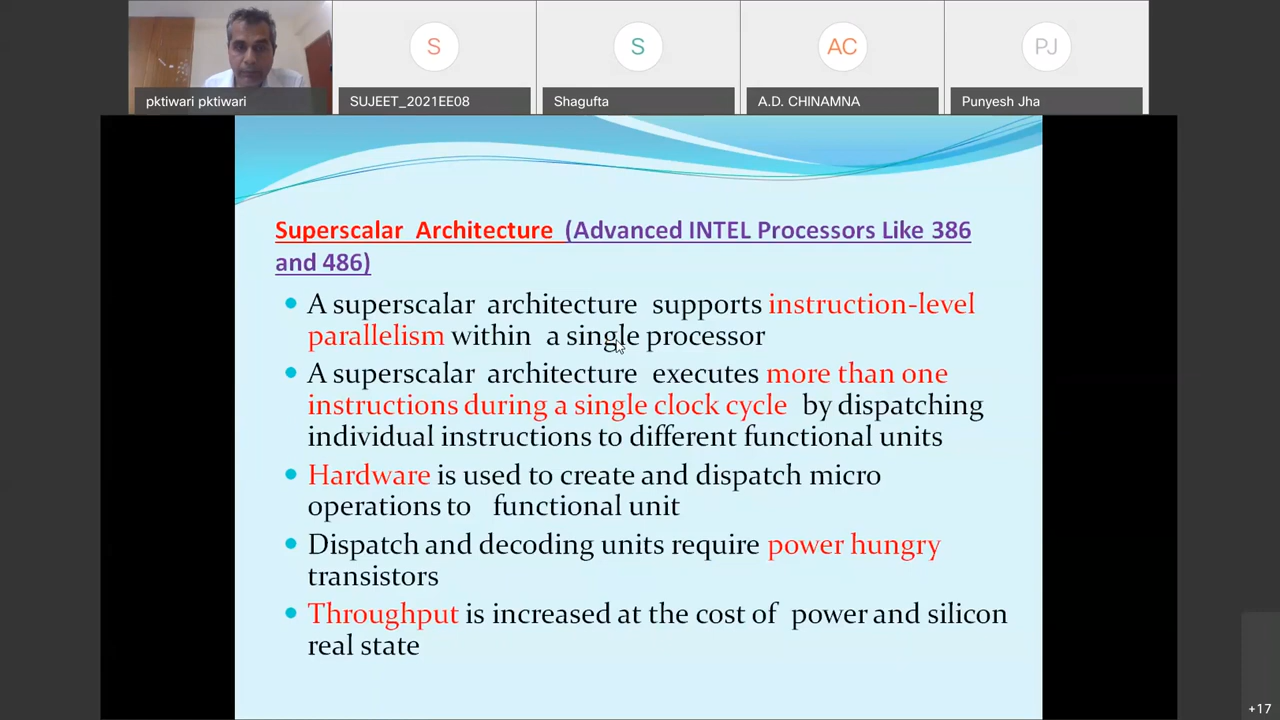 S
S
AC
PJ
pktiwari pktiwari
SUJEET_2021EE08
Shagufta
A.D. CHINAMNA
Punyesh Jha
Superscalar Architecture (Advanced INTEL Processors Like 386
and 486)
• A superscalar architecture supports instruction-level
parallelism within a single processor
• A superscalar architecture executes more than one
instructions during a single clock cycle by dispatching
individual instructions to different functional units
• Hardware is used to create and dispatch micro
operations to functional unit
• Dispatch and decoding units require power hungry
transistors
• Throughput is increased at the cost of power and silicon
real state
+17